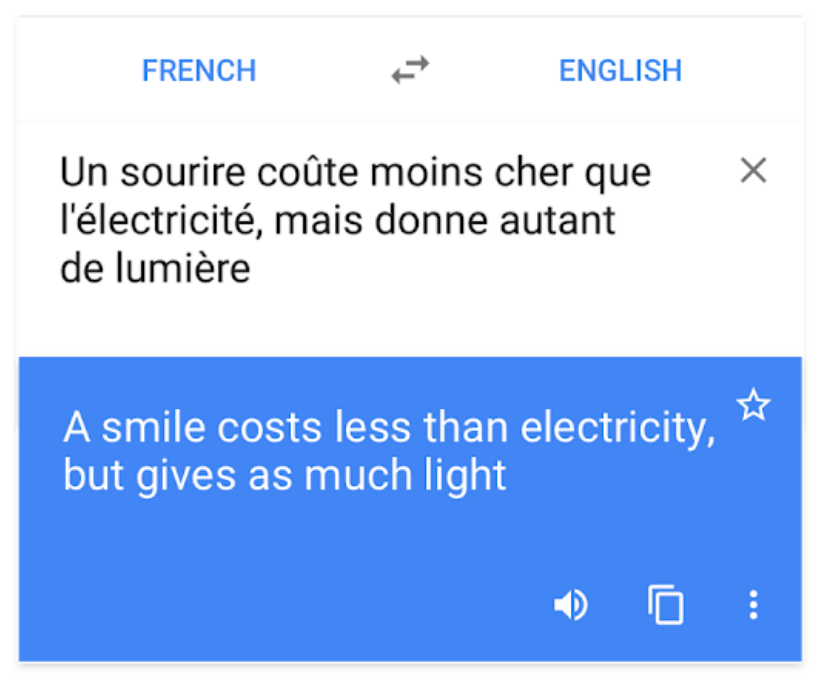 FRENCH ENGLISH
Un sourire coûte moins cher que
l'électricité, mais donne autant
de lumière
A smile costs less than electricity,
but gives as much light